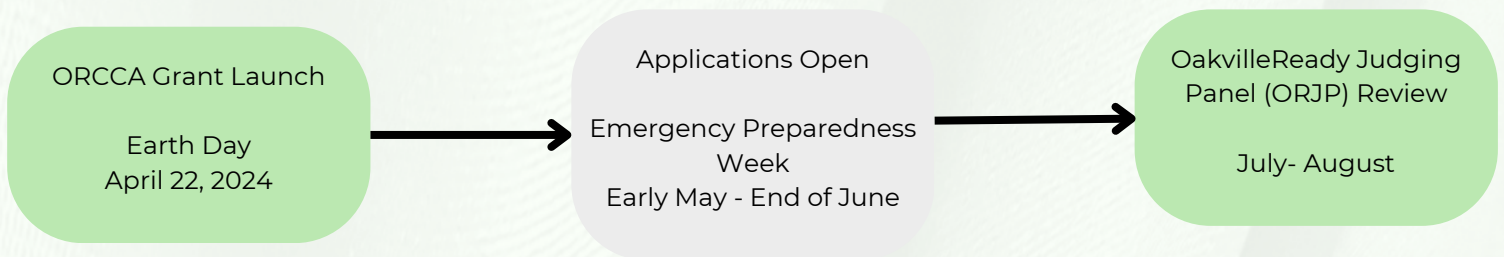 ORCCA Grant Launch
Earth Day
April 22, 2024
Applications Open
Emergency Preparedness
Week
Early May - End of June
OakvilleReady Judging
Panel (ORJP) Review
July- August